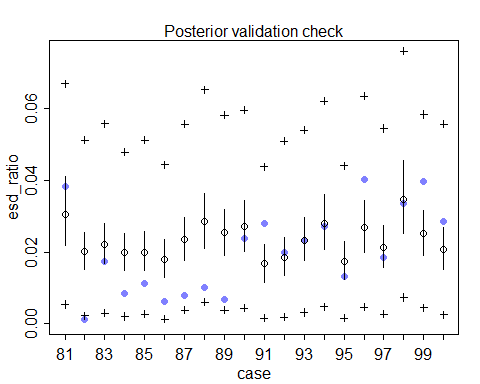 Posterior validation check
esd_ratio
0.06
0.04
0.02
0.00
81 83 85 87 89 91 93 95 97 99
case